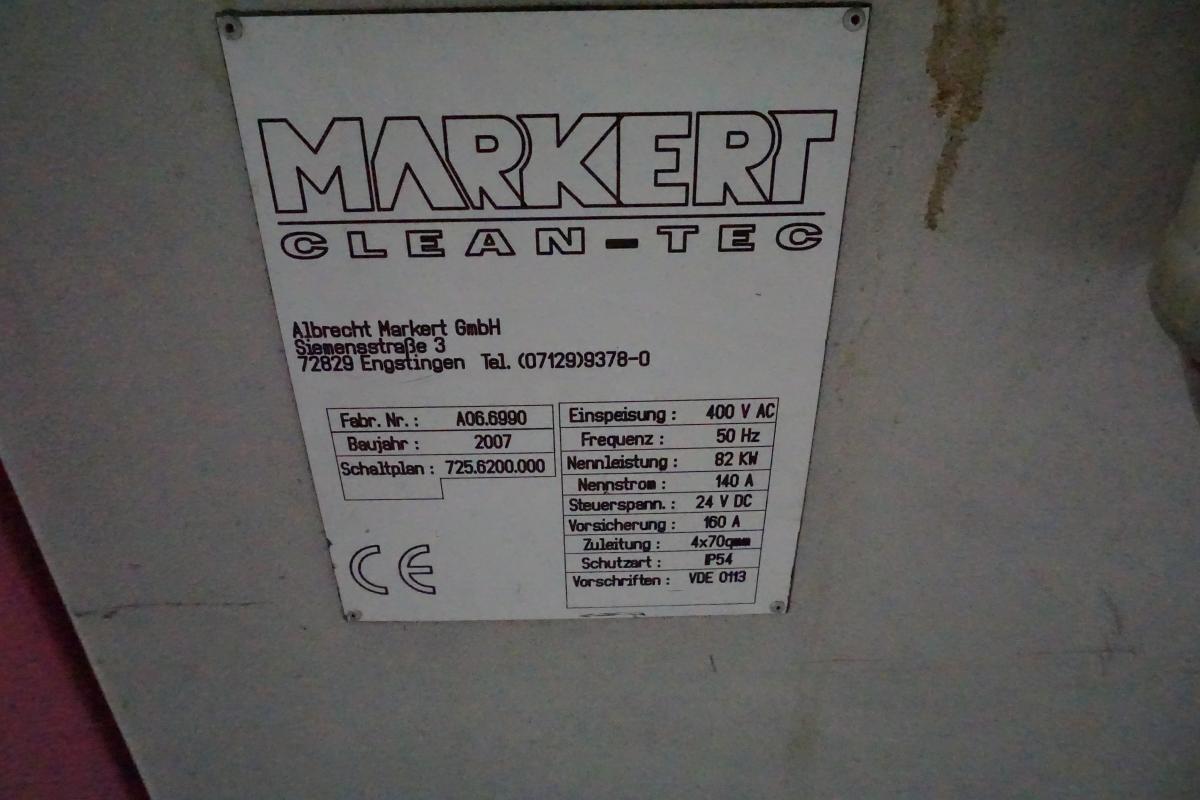 MARKERT
CLEAN-TEC
Albrecht Markert GmbH
Siemensstraße 3
72829 Engstingen Tel. (07129)9378-0
Fabr. Nr. : A06.6990
Baujahr : 2007
Schaltplan : 725.6200.000
Einspeisung : 400 V AC
Frequenz : 50 Hz
Nennleistung : 82 KW
Nennstrom : 140 A
Steuerspann. : 24 V DC
Vorsicherung : 160 A
Zuleitung : 4x70qmm
Schutzart : IP54
Vorschriften : VDE 0113
CE